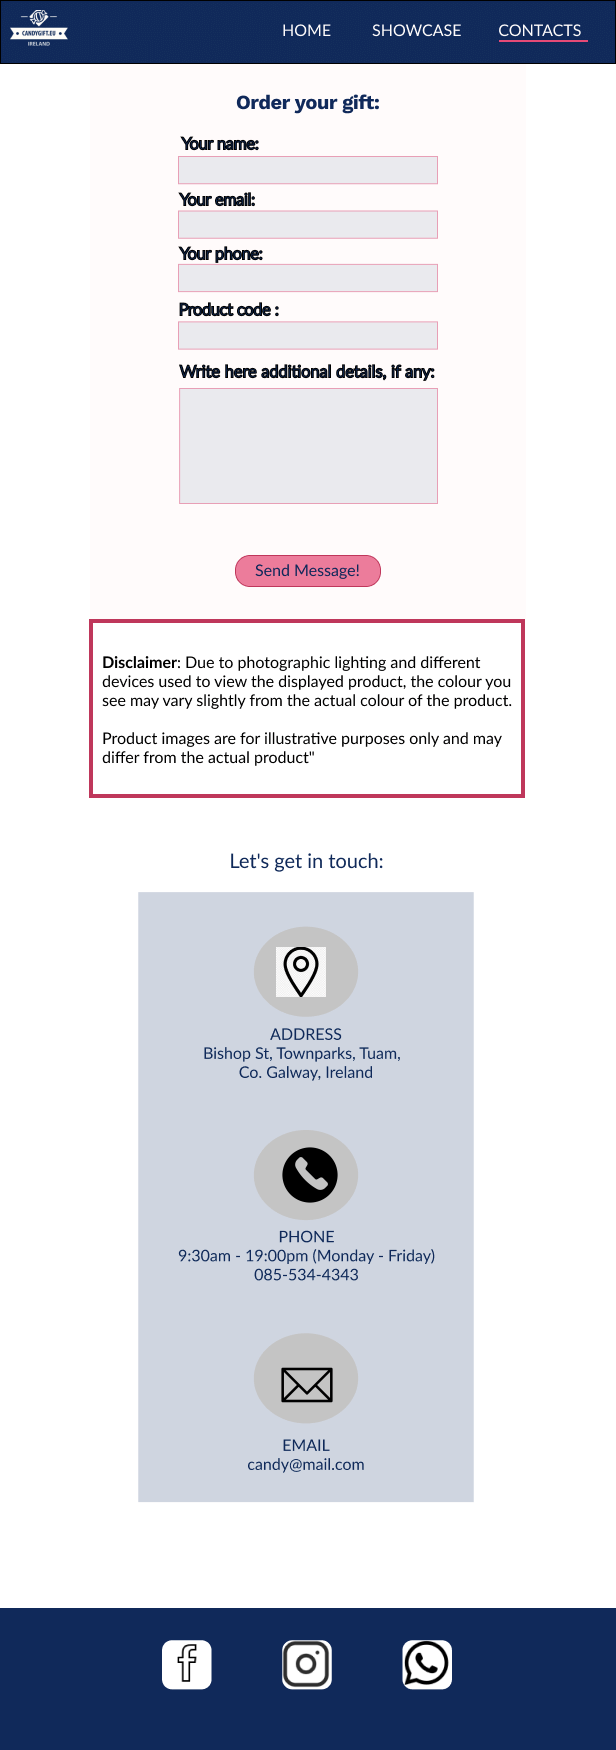 CANDYGIFT.EU
IRELAND
HOME SHOWCASE CONTACTS
Order your gift:
Your name:
Your email:
Your phone:
Product code :
Write here additional details, if any:
Send Message!
Disclaimer: Due to photographic lighting and different
devices used to view the displayed product, the colour you
see may vary slightly from the actual colour of the product.
Product images are for illustrative purposes only and may
differ from the actual product"
Let's get in touch:
ADDRESS
Bishop St, Townparks, Tuam,
Co. Galway, Ireland
PHONE
9:30am - 19:00pm (Monday - Friday)
085-534-4343
EMAIL
candy@mail.com